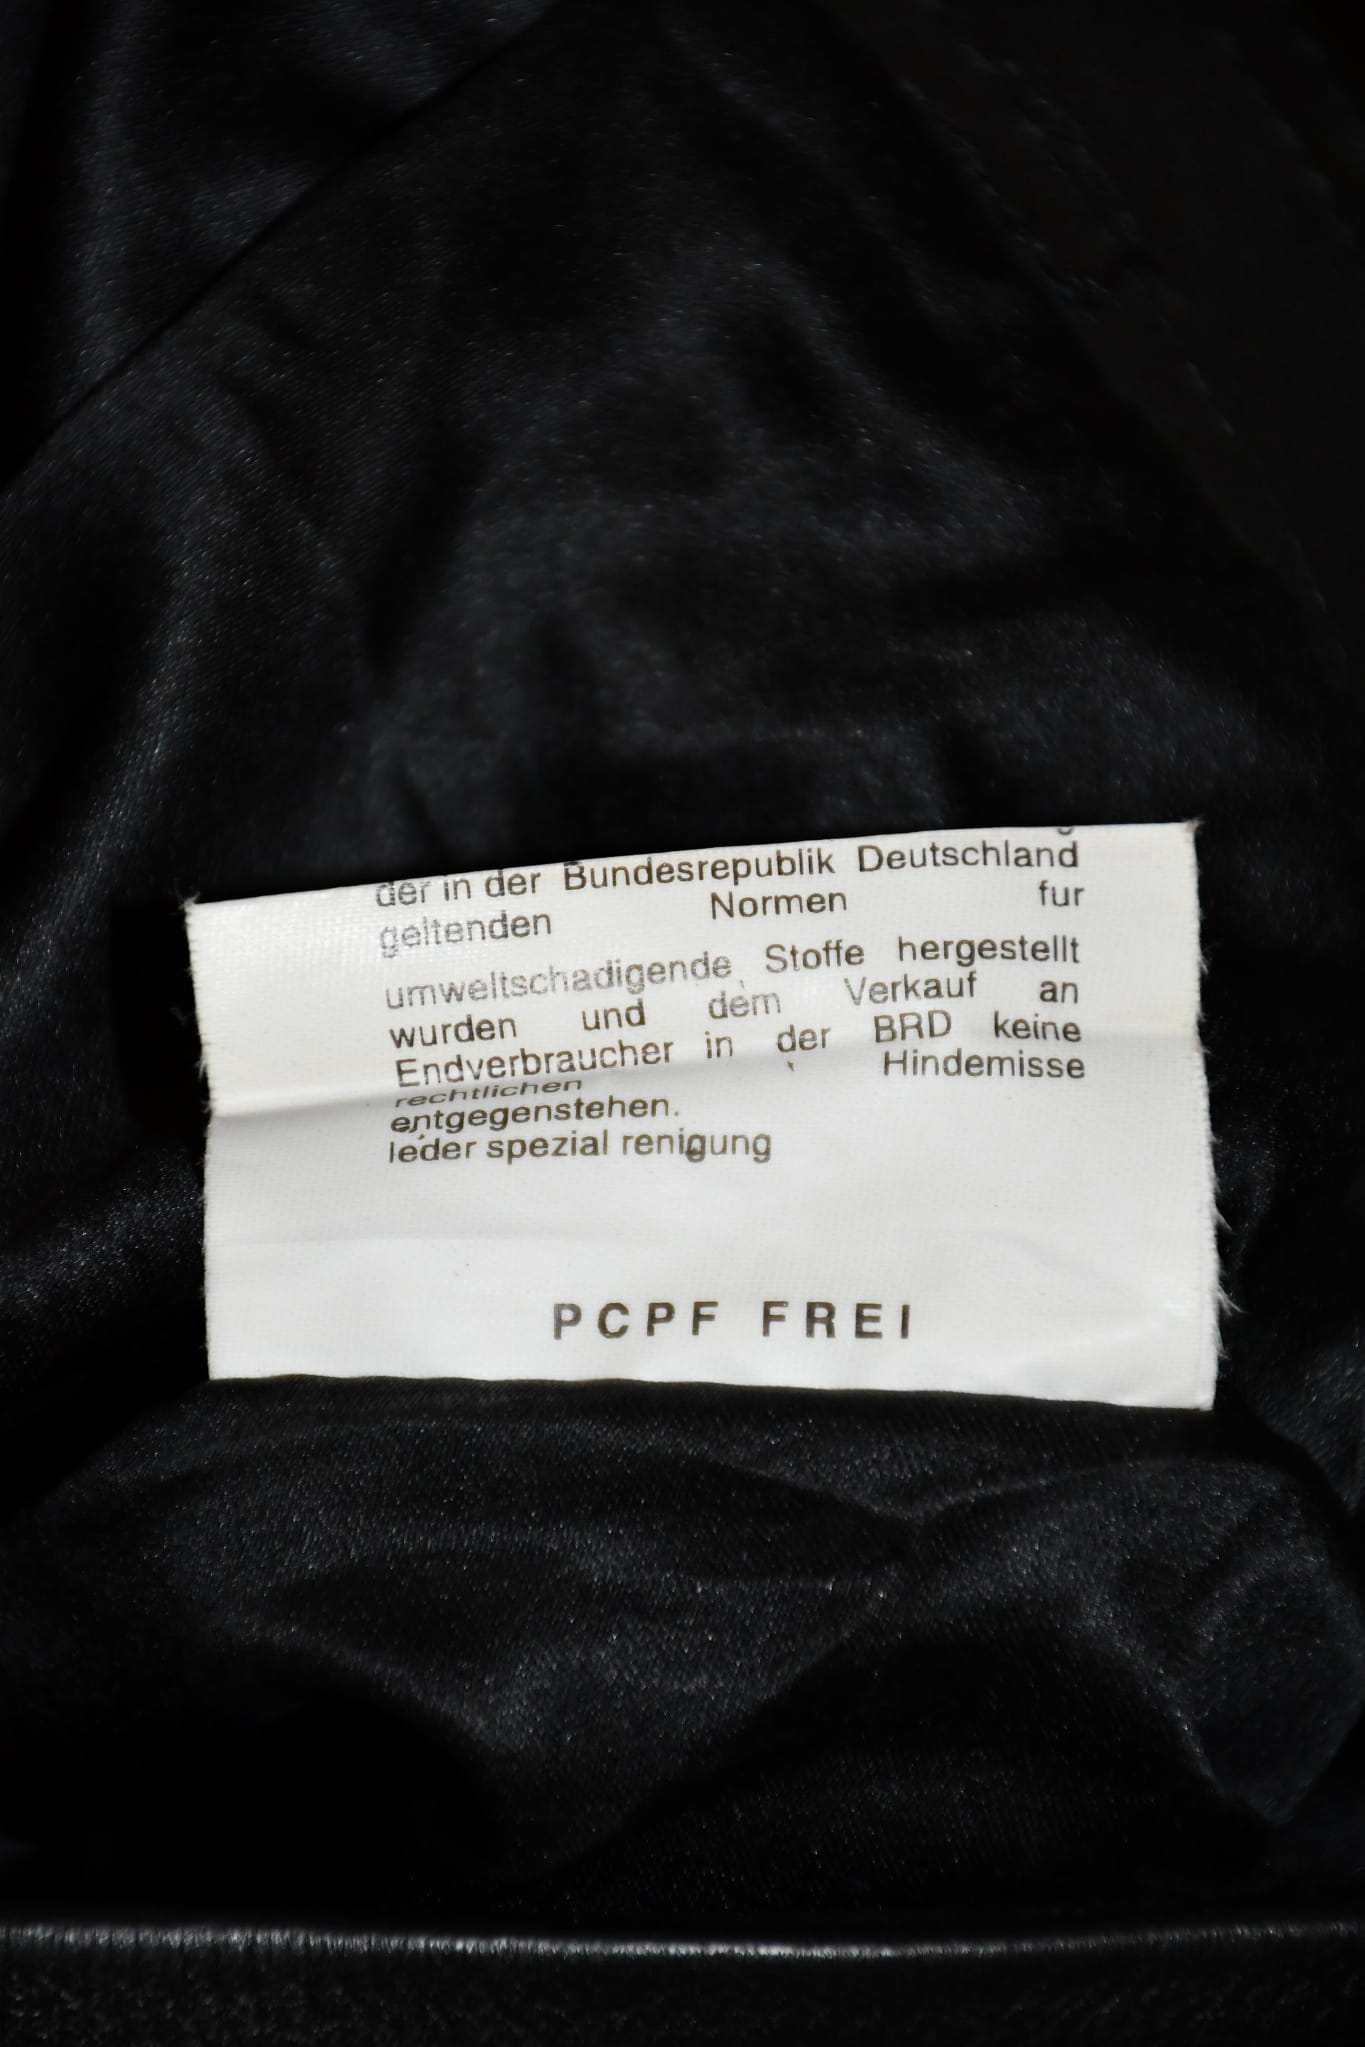 der in der Bundesrepublik Deutschland
geltenden Normen fur
umweltschadigende Stoffe hergestellt
wurden und dem Verkauf an
Endverbraucher in der BRD keine
rechtlichen Hindemisse
entgegenstehen.
leder spezial renigung
PCPF FREI